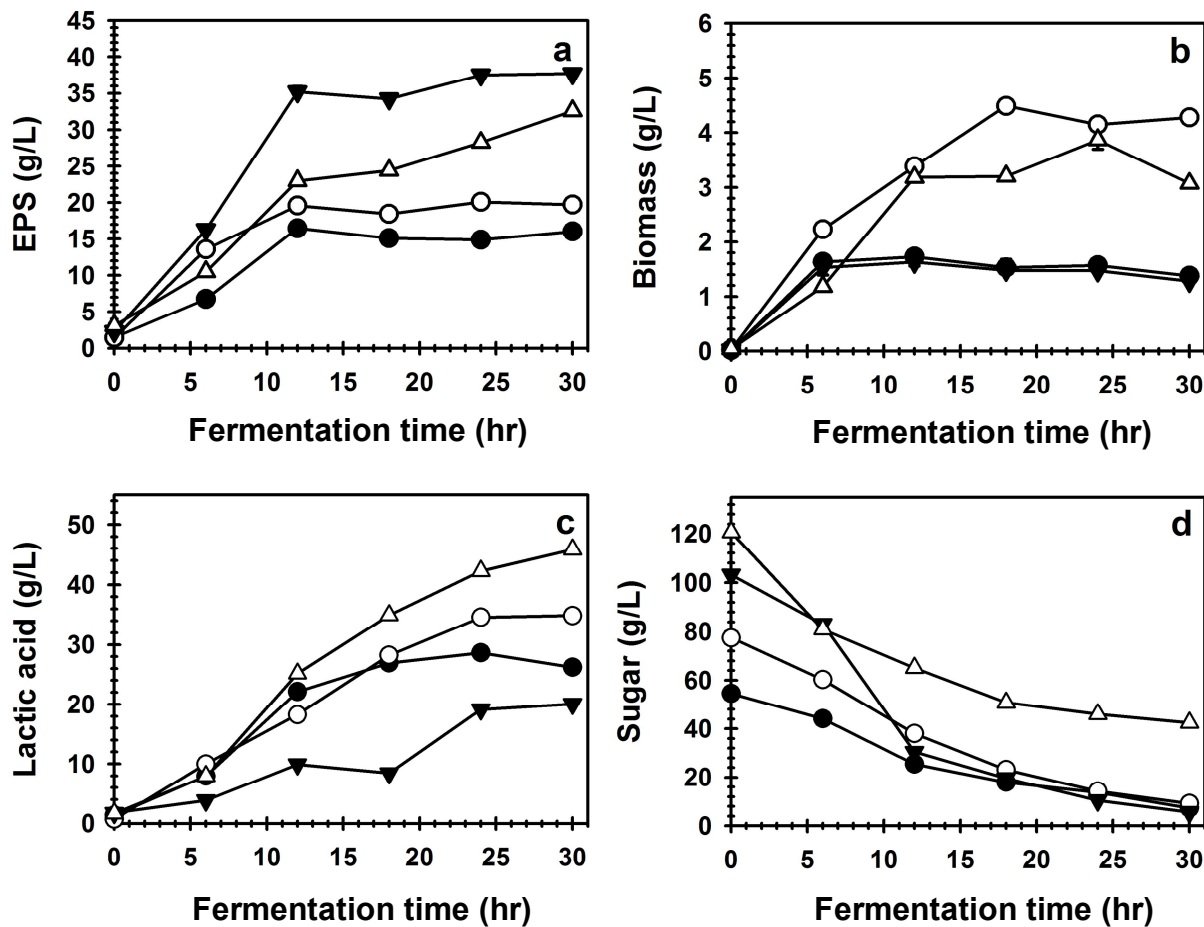 a
EPS (g/L)
45
40
35
30
25
20
15
10
5
0
0 5 10 15 20 25 30
Fermentation time (hr)
b
Biomass (g/L)
6
5
4
3
2
1
0
0 5 10 15 20 25 30
Fermentation time (hr)
c
Lactic acid (g/L)
50
40
30
20
10
0
0 5 10 15 20 25 30
Fermentation time (hr)
d
Sugar (g/L)
120
100
80
60
40
20
0
0 5 10 15 20 25 30
Fermentation time (hr)